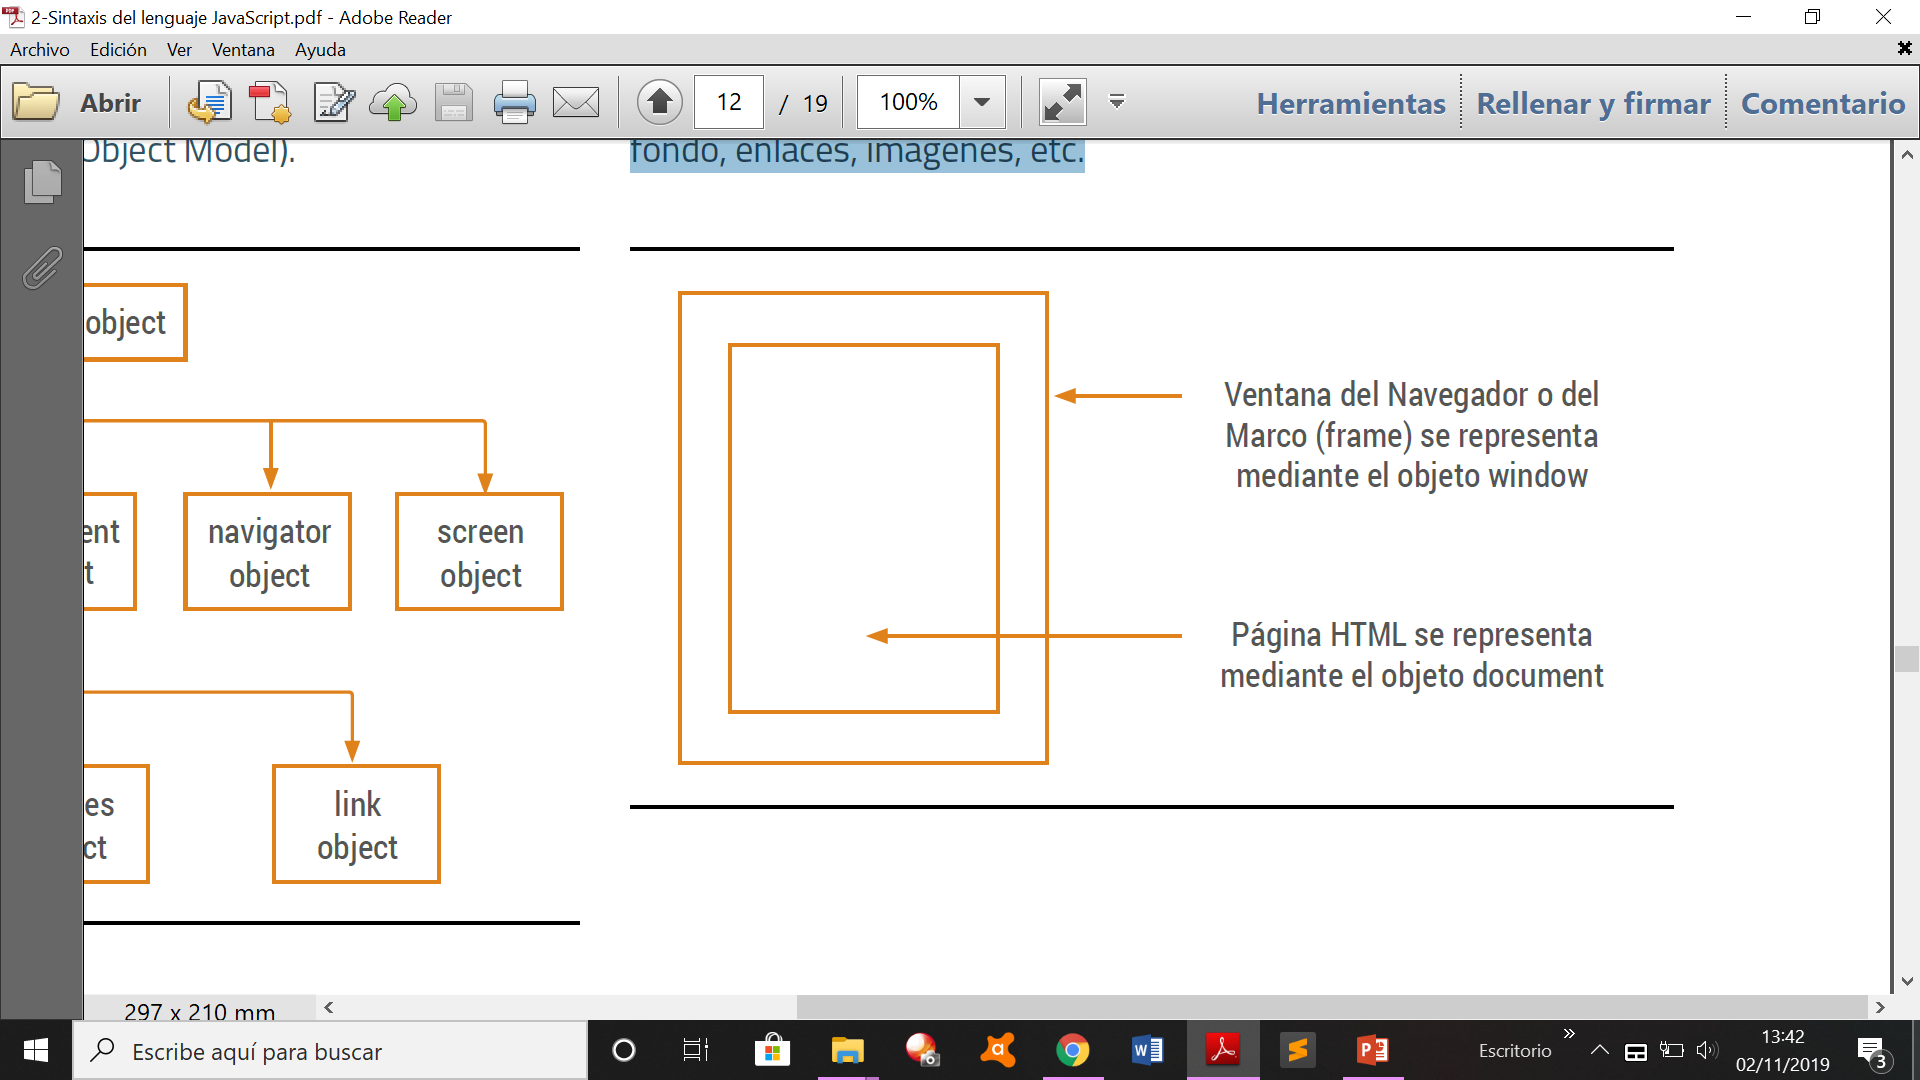 2-Sintaxis del lenguaje JavaScript.pdf - Adobe Reader
Archivo Edición Ver Ventana Ayuda
Abrir 12 / 19 100% Herramientas Rellenar y firmar Comentario
Object Model).
fondo, enlaces, imágenes, etc.
object
ent
t
navigator
object
screen
object
es
ct
link
object
Ventana del Navegador o del
Marco (frame) se representa
mediante el objeto window
Página HTML se representa
mediante el objeto document
297 x 210 mm
Escribe aquí para buscar
Escritorio
13:42
02/11/2019
3